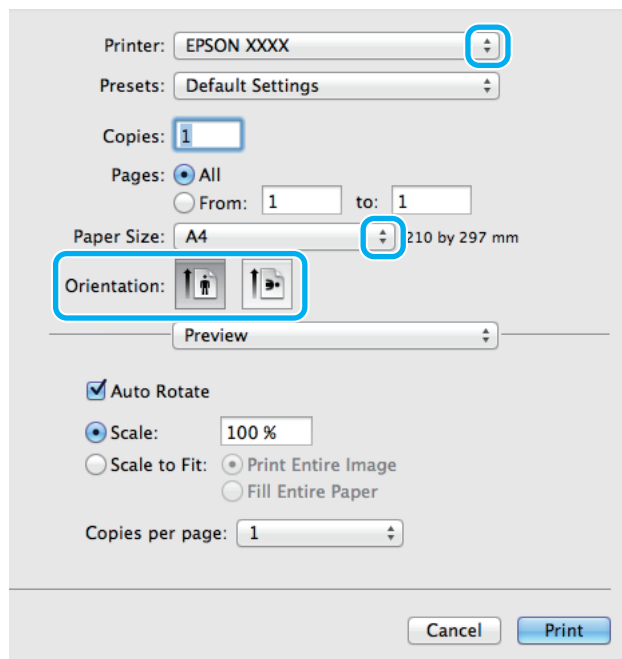 Printer: EPSON XXXX
Presets: Default Settings
Copies: 1
Pages: All
From: 1 to: 1
Paper Size: A4 210 by 297 mm
Orientation:
Preview
Auto Rotate
Scale: 100 %
Scale to Fit: Print Entire Image
Fill Entire Paper
Copies per page: 1
Cancel Print